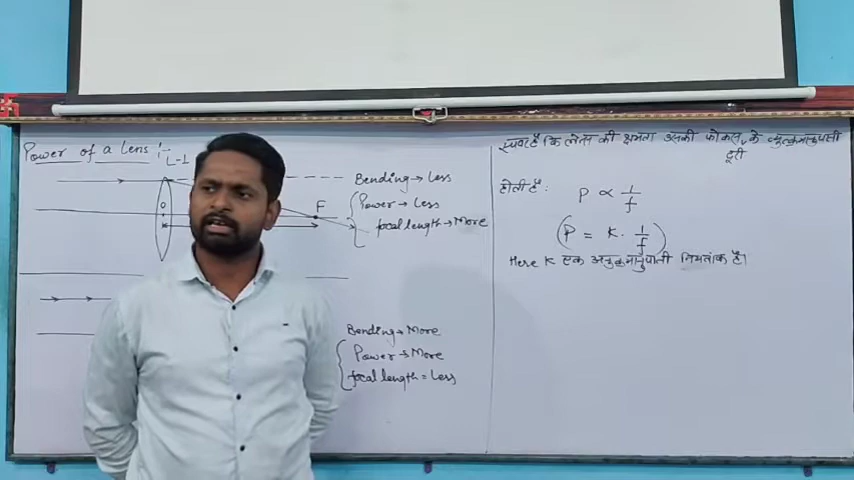 Power of a Lens :-
L-1
O
F
Bending → Less
Power → Less
focal length → More
Bending → More
Power → More
focal length = Less
स्पष्ट है कि लेन्स की क्षमता उसकी फोकस के व्युत्क्रमानुपाती
दूरी
होती है :
P ∝ 1/f
(P = K · 1/f)
Here K एक अनुक्रमानुपाती नियतांक है।